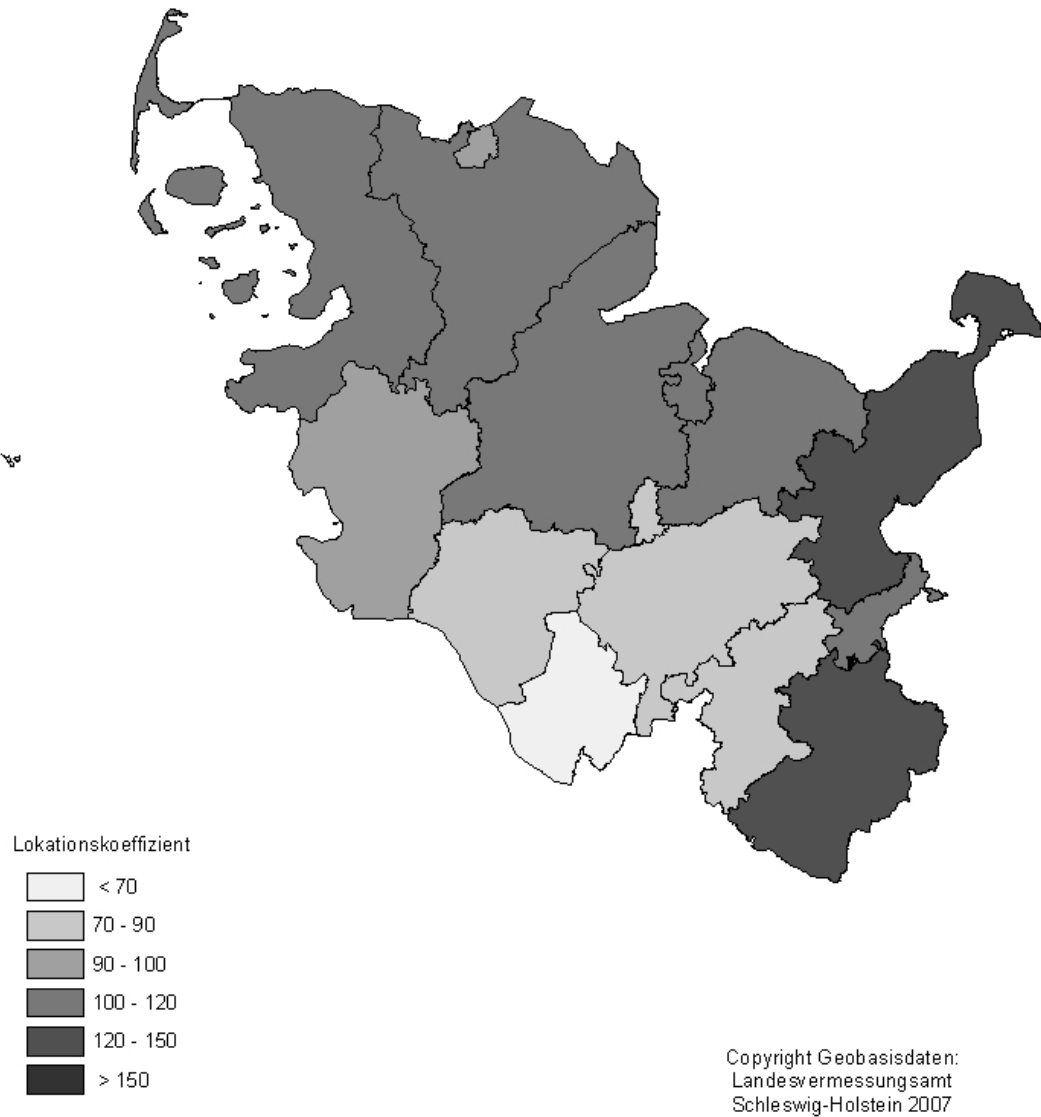 Lokationskoeffizient
< 70
70 - 90
90 - 100
100 - 120
120 - 150
> 150
Copyright Geobasisdaten:
Landesvermessungsamt
Schleswig-Holstein 2007